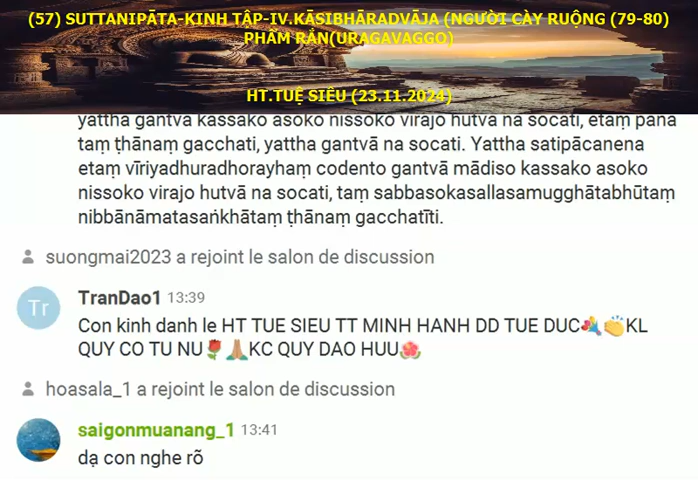 (57) SUTTANIPĀTA-KINH TẬP-IV.KĀSIBHĀRADVĀJA (NGƯỜI CÀY RUỘNG (79-80)
PHẨM RẮN(URAGAVAGGO)
HT.TUỆ SIÊU (23.11.2024)
yattha gantvā kassako asoko nissoko virajo hutvā na socati, etaṃ pana
taṃ ṭhānaṃ gacchati, yattha gantvā na socati. Yattha satipācanena
etaṃ vīriyadhuradhorayhaṃ codento gantvā mādiso kassako asoko
nissoko virajo hutvā na socati, taṃ sabbasokasallasamugghātabhūtaṃ
nibbānāmatasaṅkhātaṃ ṭhānaṃ gacchatīti.
suongmai2023 a rejoint le salon de discussion
Tr
TranDao1 13:39
Con kinh danh le HT TUE SIEU TT MINH HANH DD TUE DUC💐👏KL
QUY CO TU NU🌹🙏KC QUY DAO HUU🌺
hoasala_1 a rejoint le salon de discussion
saigonmuanang_1 13:41
dạ con nghe rõ